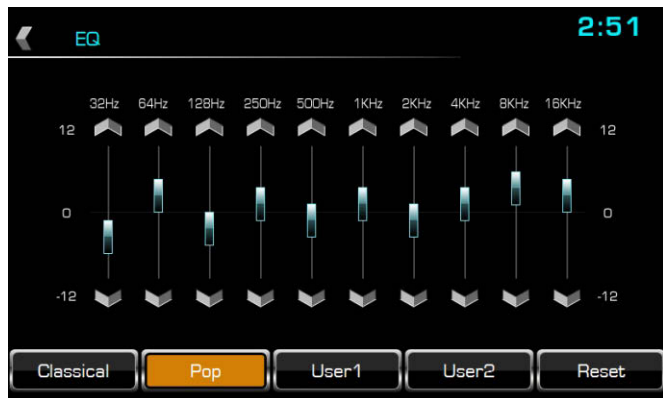 EQ 2:51
32Hz 64Hz 128Hz 250Hz 500Hz 1KHz 2KHz 4KHz 8KHz 16KHz
12 12
0 0
-12 -12
Classical Pop User1 User2 Reset